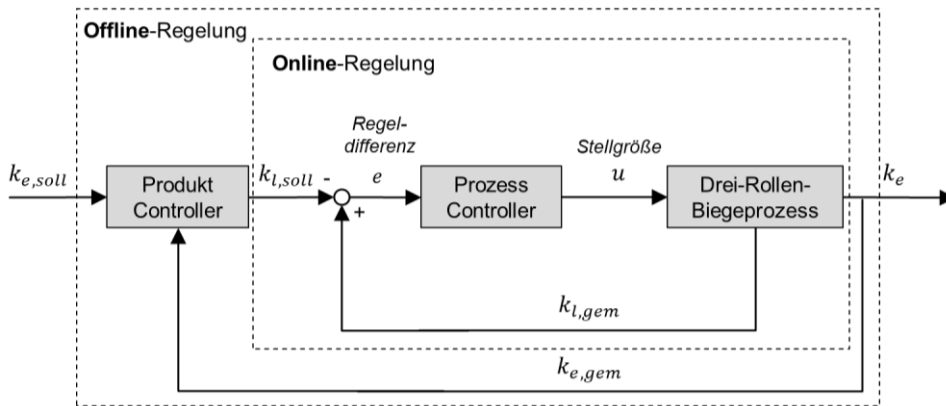 Offline-Regelung
Online-Regelung
Regel-
differenz
Stellgröße
k_{e,soll}
Produkt
Controller
k_{l,soll}
-
+
e
Prozess
Controller
u
Drei-Rollen-
Biegeprozess
k_e
k_{l,gem}
k_{e,gem}